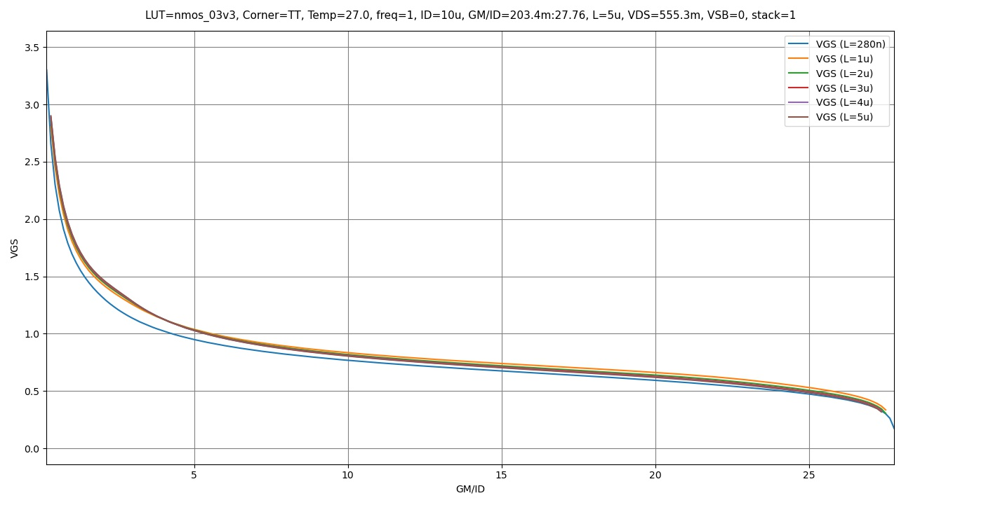 LUT=nmos_03v3, Corner=TT, Temp=27.0, freq=1, ID=10u, GM/ID=203.4m:27.76, L=5u, VDS=555.3m, VSB=0, stack=1
VGS (L=280n)
VGS (L=1u)
VGS (L=2u)
VGS (L=3u)
VGS (L=4u)
VGS (L=5u)
3.5
3.0
2.5
2.0
1.5
1.0
0.5
0.0
VGS
5
10
15
20
25
GM/ID